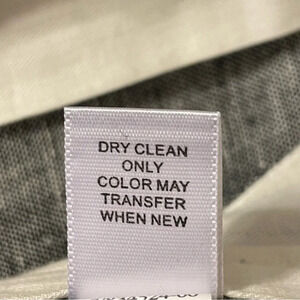 DRY CLEAN
ONLY
COLOR MAY
TRANSFER
WHEN NEW